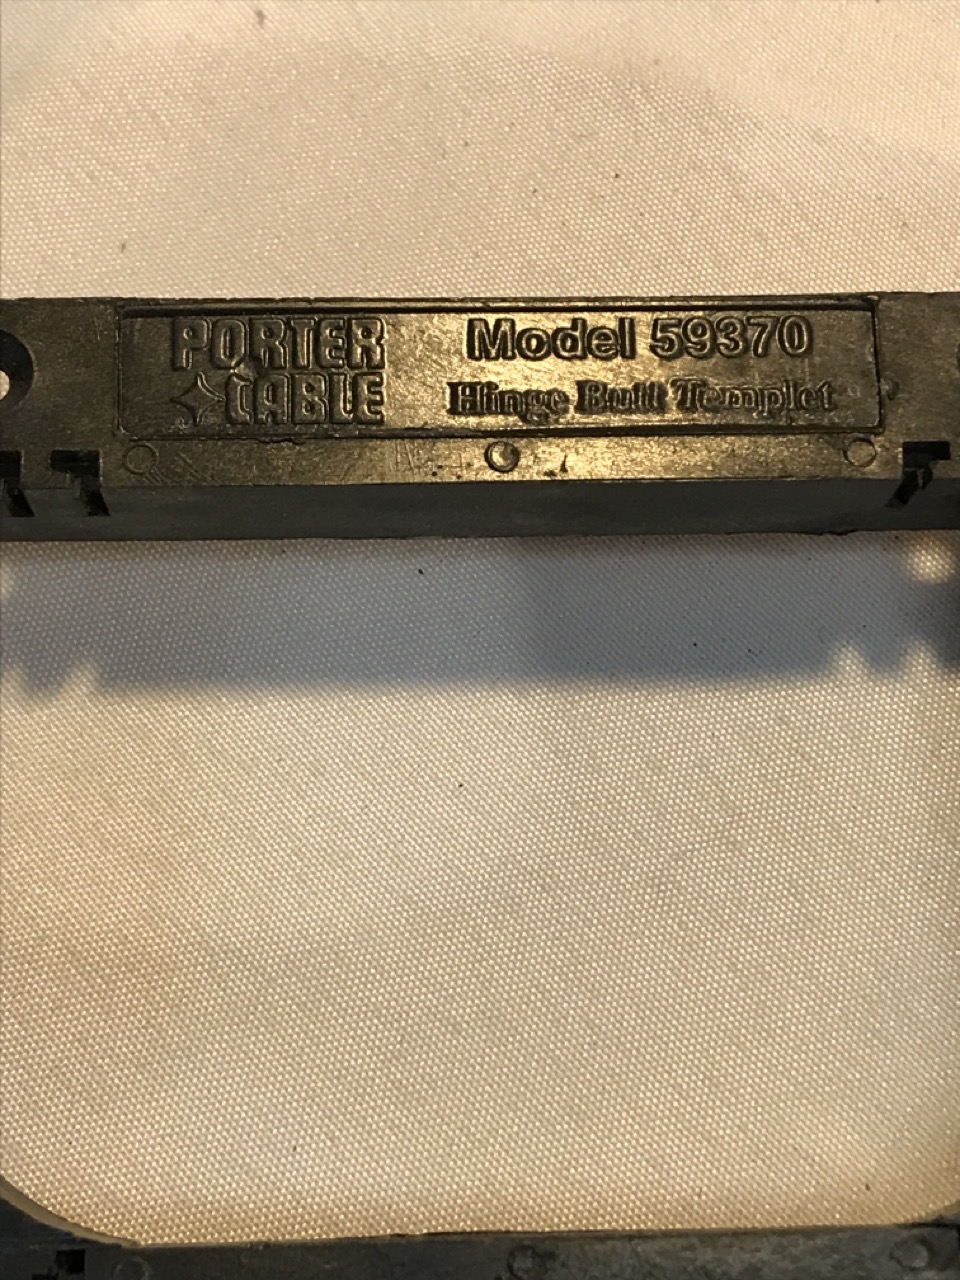 PORTER
CABLE
Model 59370
Hinge Butt Templet